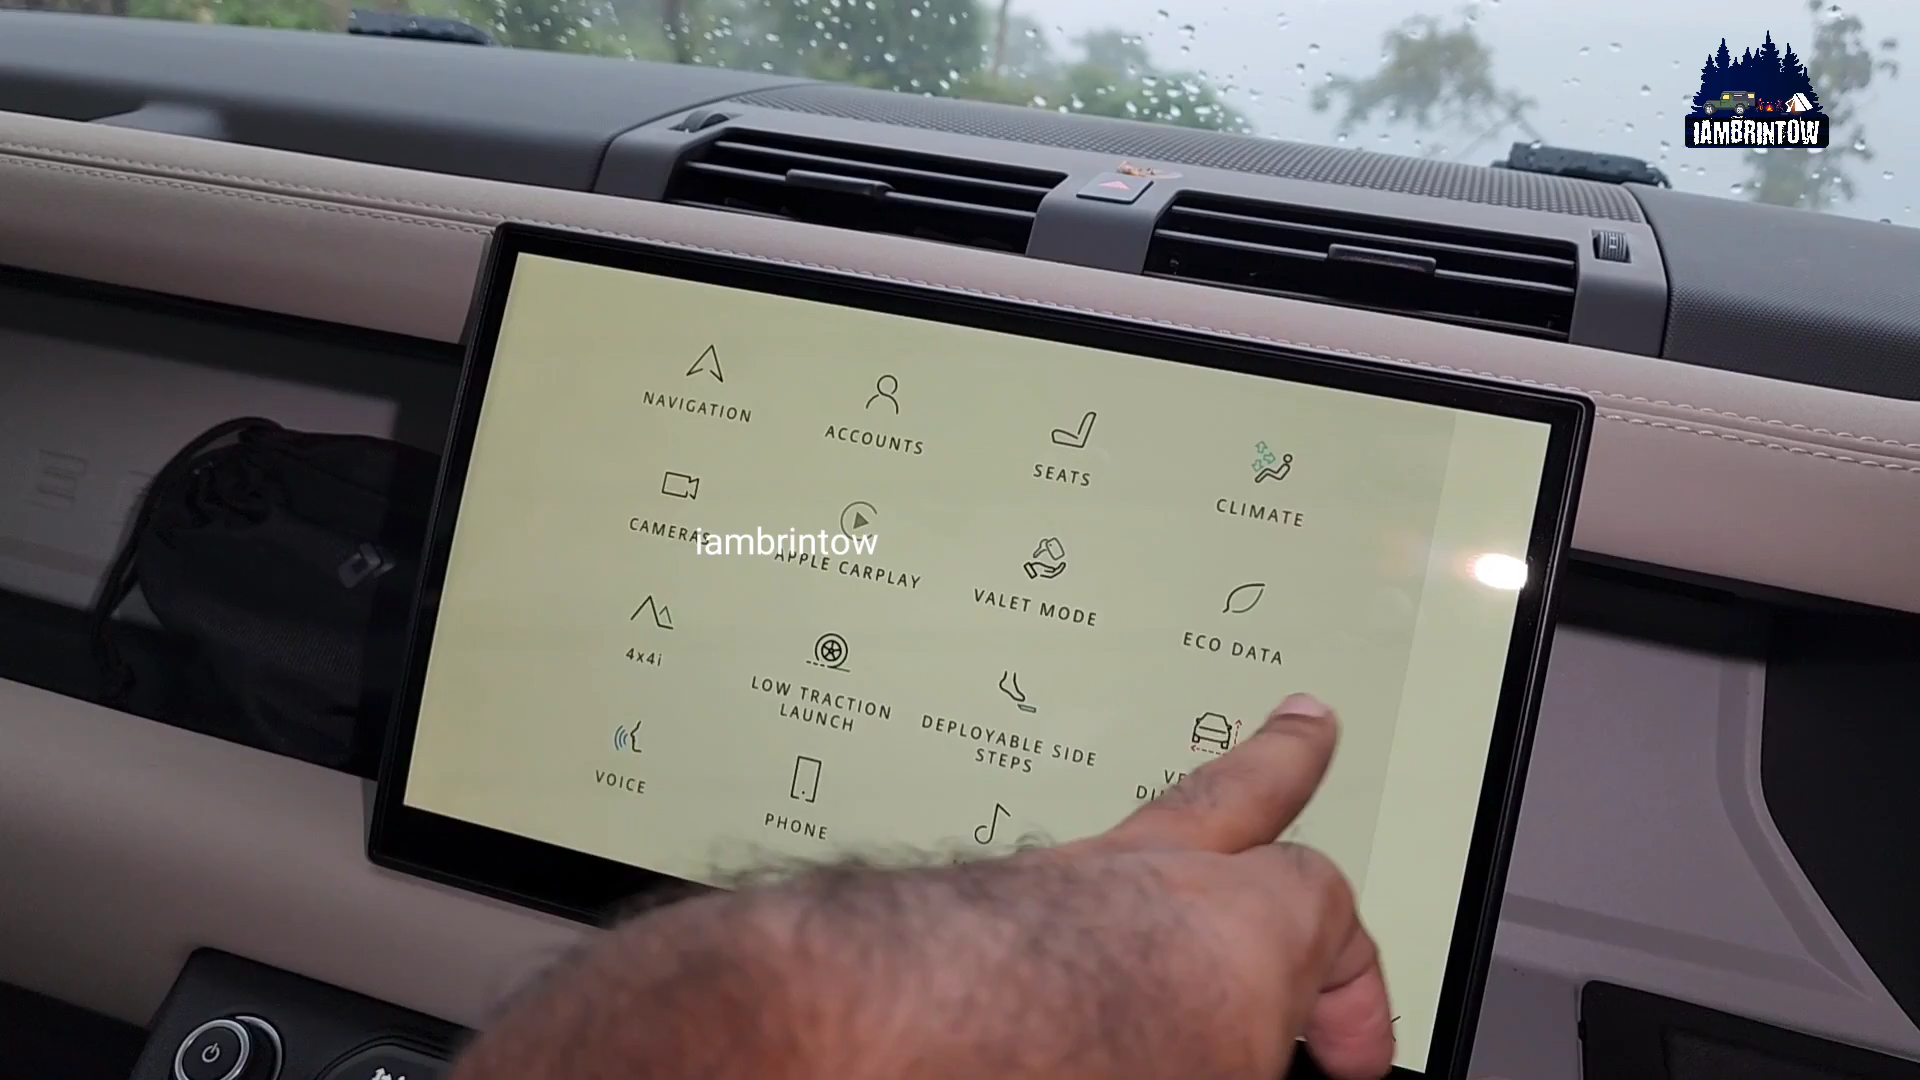 IAMBRINTOW
NAVIGATION
ACCOUNTS
SEATS
CLIMATE
CAMERAS
iambrintow
APPLE CARPLAY
VALET MODE
ECO DATA
4x4i
LOW TRACTION
LAUNCH
DEPLOYABLE SIDE
STEPS
VOICE
PHONE